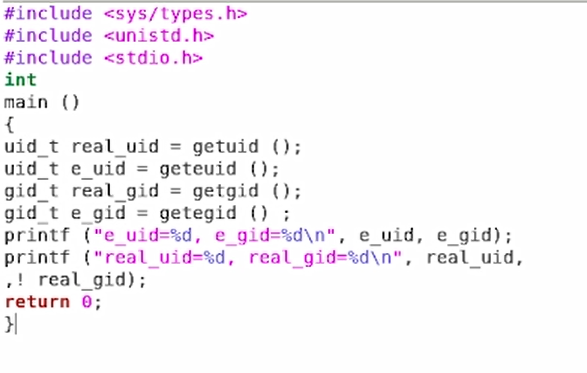 #include <sys/types.h>
#include <unistd.h>
#include <stdio.h>
int
main ()
{
uid_t real_uid = getuid ();
uid_t e_uid = geteuid ();
gid_t real_gid = getgid ();
gid_t e_gid = getegid () ;
printf ("e_uid=%d, e_gid=%d\n", e_uid, e_gid);
printf ("real_uid=%d, real_gid=%d\n", real_uid,
,! real_gid);
return 0;
}